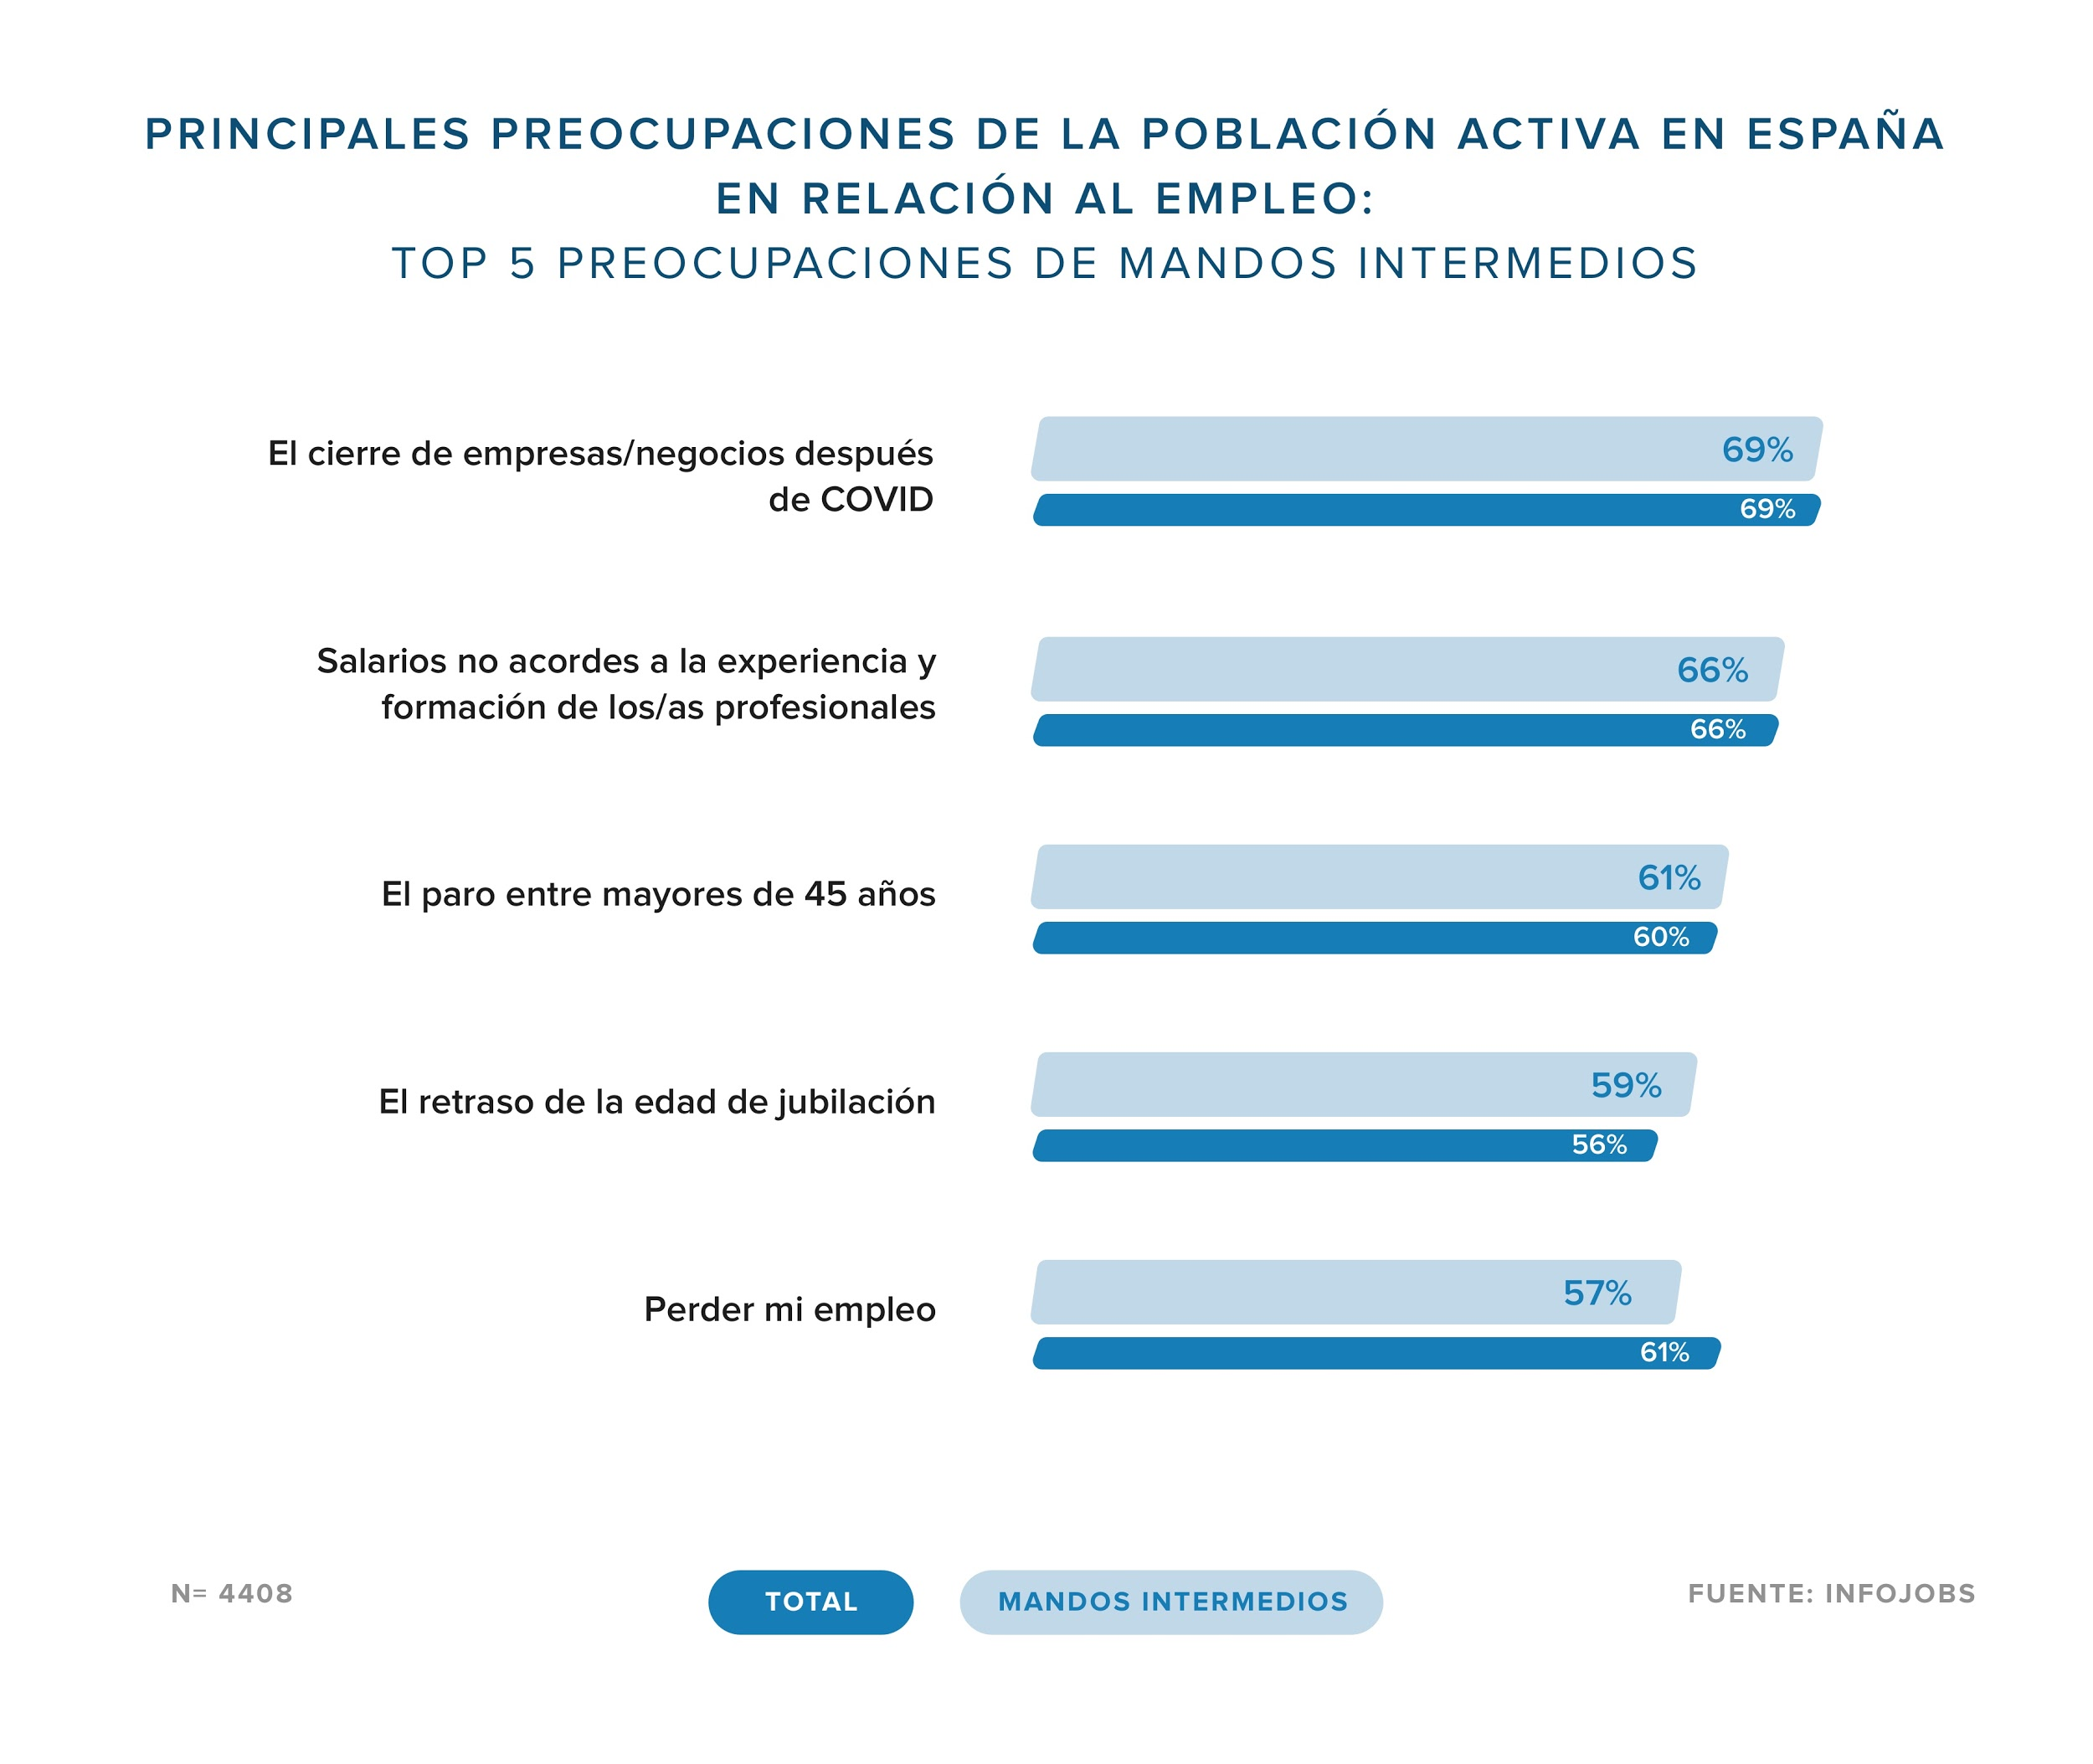 PRINCIPALES PREOCUPACIONES DE LA POBLACIÓN ACTIVA EN ESPAÑA
EN RELACIÓN AL EMPLEO:
TOP 5 PREOCUPACIONES DE MANDOS INTERMEDIOS
El cierre de empresas/negocios después
de COVID
69%
69%
Salarios no acordes a la experiencia y
formación de los/as profesionales
66%
66%
El paro entre mayores de 45 años
61%
60%
El retraso de la edad de jubilación
59%
56%
Perder mi empleo
57%
61%
N= 4408
TOTAL
MANDOS INTERMEDIOS
FUENTE: INFOJOBS